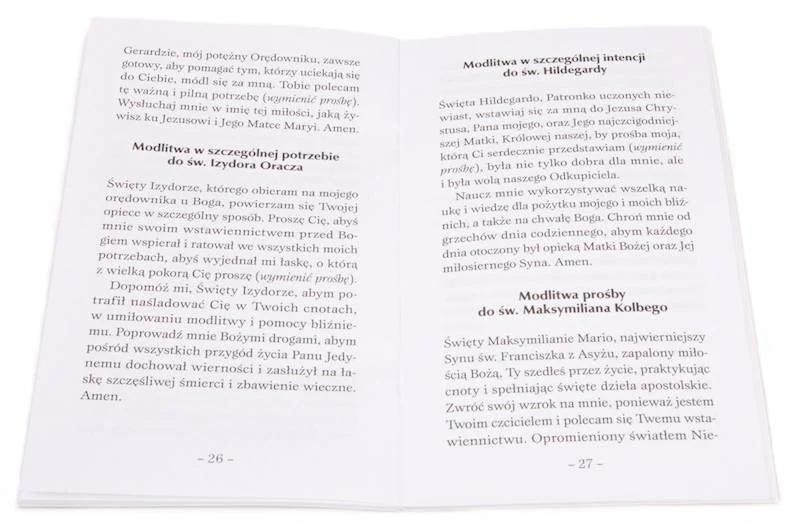 Gerardzie, mój potężny Orędowniku, zawsze
gotowy, aby pomagać tym, którzy uciekają się
do Ciebie, módl się za mną. Tobie polecam
tę ważną i pilną potrzebę (wymienić prośbę).
Wysłuchaj mnie w imię tej miłości, jaką ży-
wisz ku Jezusowi i Jego Matce Maryi. Amen.
Modlitwa w szczególnej potrzebie
do św. Izydora Oracza
Święty Izydorze, którego obieram na mojego
orędownika u Boga, powierzam się Twojej
opiece w szczególny sposób. Proszę Cię, abyś
mnie swoim wstawiennictwem przed Bo-
giem wspierał i ratował we wszystkich moich
potrzebach, abyś wyjednał mi łaskę, o którą
z wielką pokorą Cię proszę (wymienić prośbę).
Dopomóż mi, Święty Izydorze, abym po-
trafił naśladować Cię w Twoich cnotach,
w umiłowaniu modlitwy i pomocy bliźnie-
mu. Poprowadź mnie Bożymi drogami, abym
pośród wszystkich przygód życia Panu Jedy-
nemu dochował wierności i zasłużył na ła-
skę szczęśliwej śmierci i zbawienie wieczne.
Amen.
– 26 –
Modlitwa w szczególnej intencji
do św. Hildegardy
Święta Hildegardo, Patronko uczonych nie-
wiast, wstawiaj się za mną do Jezusa Chry-
stusa, Pana mojego, oraz Jego najczcigodniej-
szej Matki, Królowej naszej, by prośba moja,
którą Ci serdecznie przedstawiam (wymienić
prośbę), była nie tylko dobra dla mnie, ale
i była wolą naszego Odkupiciela.
Naucz mnie wykorzystywać wszelką na-
ukę i wiedzę dla pożytku mojego i moich bliź-
nich, a także na chwałę Boga. Chroń mnie od
grzechów dnia codziennego, abym każdego
dnia otoczony był opieką Matki Bożej oraz Jej
miłosiernego Syna. Amen.
Modlitwa prośby
do św. Maksymiliana Kolbego
Święty Maksymilianie Mario, najwierniejszy
Synu św. Franciszka z Asyżu, zapalony miło-
ścią Bożą, Ty szedłeś przez życie, praktykując
cnoty i spełniając święte dzieła apostolskie.
Zwróć swój wzrok na mnie, ponieważ jestem
Twoim czcicielem i polecam się Twemu wsta-
wiennictwu. Opromieniony światłem Nie-
– 27 –